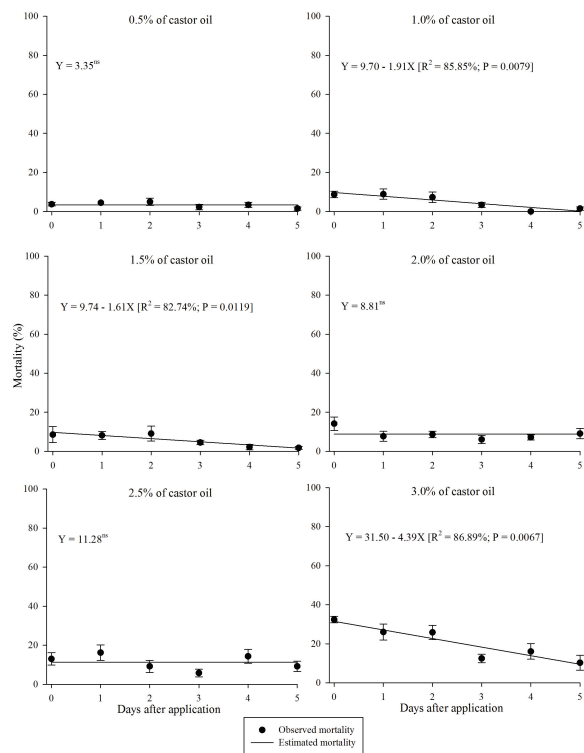 0.5% of castor oil
Y = 3.35ns
100
80
60
40
20
0
0 1 2 3 4 5
1.0% of castor oil
Y = 9.70 - 1.91X [R2 = 85.85%; P = 0.0079]
100
80
60
40
20
0
0 1 2 3 4 5
1.5% of castor oil
Y = 9.74 - 1.61X [R2 = 82.74%; P = 0.0119]
100
80
60
40
20
0
0 1 2 3 4 5
Mortality (%)
2.0% of castor oil
Y = 8.81ns
100
80
60
40
20
0
0 1 2 3 4 5
2.5% of castor oil
Y = 11.28ns
100
80
60
40
20
0
0 1 2 3 4 5
Days after application
3.0% of castor oil
Y = 31.50 - 4.39X [R2 = 86.89%; P = 0.0067]
100
80
60
40
20
0
0 1 2 3 4 5
Days after application
Observed mortality
Estimated mortality